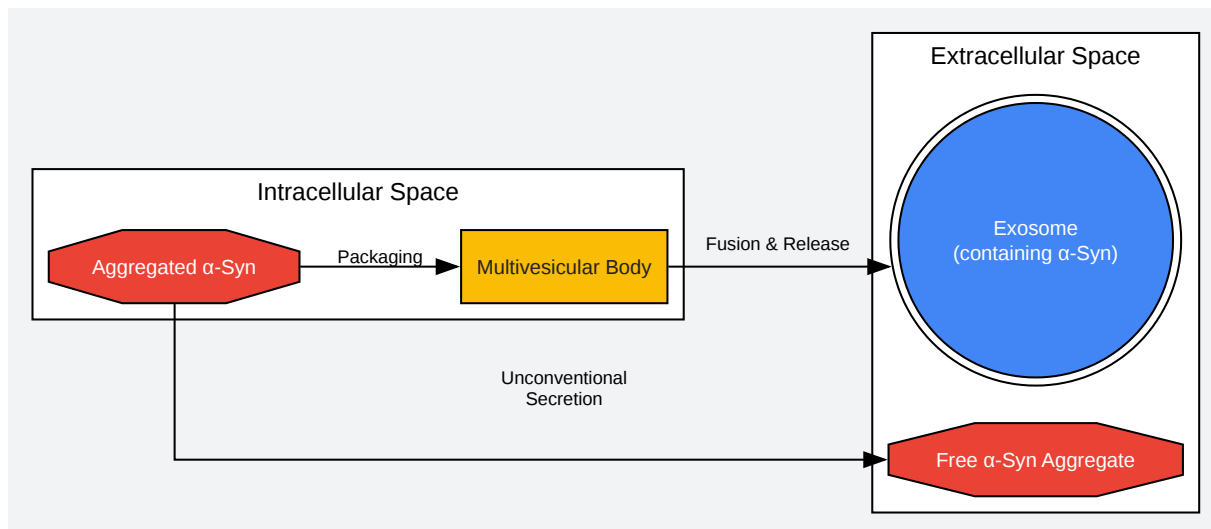 Extracellular Space
Intracellular Space
Aggregated α-Syn
Packaging
Multivesicular Body
Fusion & Release
Exosome
(containing α-Syn)
Unconventional
Secretion
Free α-Syn Aggregate